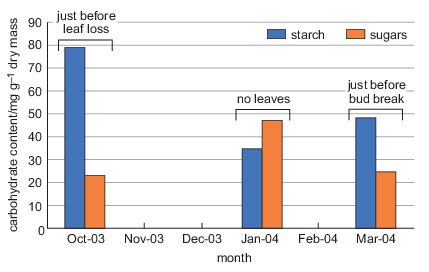 just before
leaf loss
starch
sugars
no leaves
just before
bud break
carbohydrate content/mg g⁻¹ dry mass
90
80
70
60
50
40
30
20
10
0
Oct-03 Nov-03 Dec-03 Jan-04 Feb-04 Mar-04
month